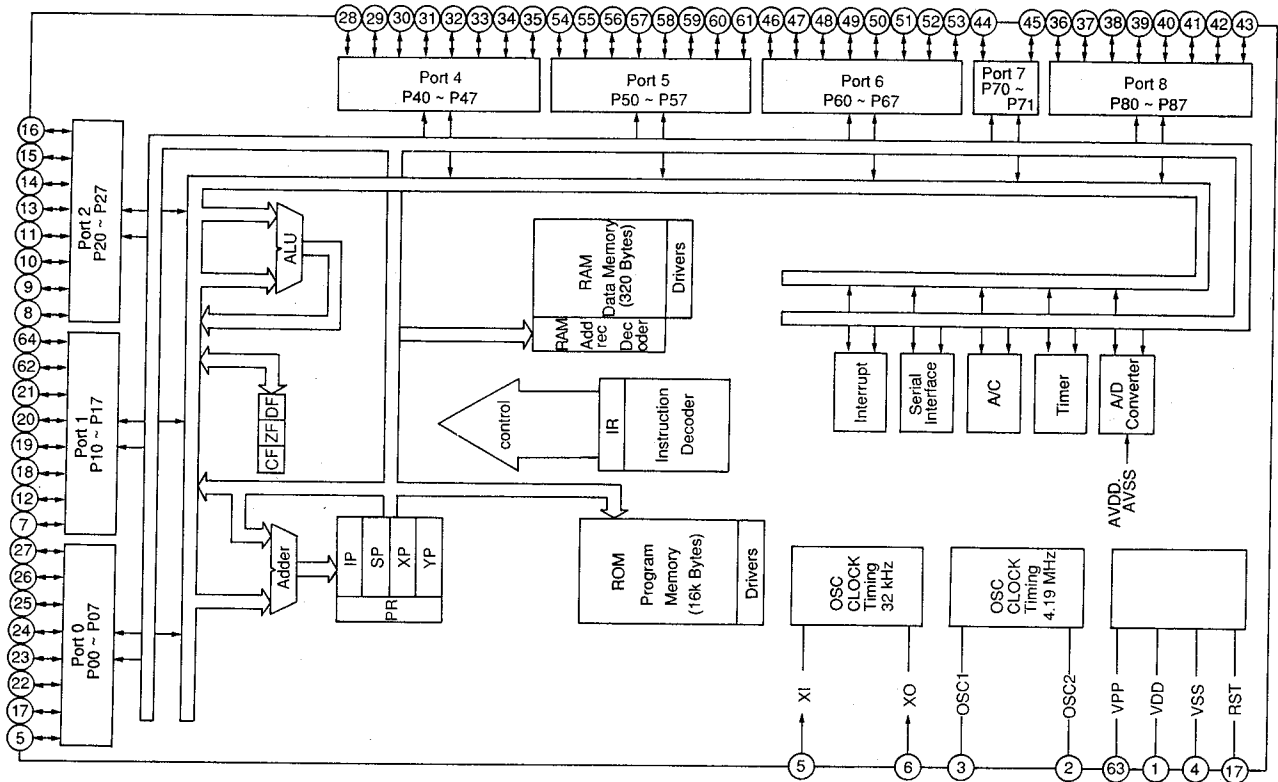 28 29 30 31 32 33 34 35 54 55 56 57 58 59 60 61 46 47 48 49 50 51 52 53 44 45 36 37 38 39 40 41 42 43
Port 4
P40 ~ P47
Port 5
P50 ~ P57
Port 6
P60 ~ P67
Port 7
P70 ~
P71
Port 8
P80 ~ P87
16
15
14
13
11
10
9
8
Port 2
P20 ~ P27
64
62
21
20
19
18
12
7
Port 1
P10 ~ P17
27
26
25
24
23
22
17
5
Port 0
P00 ~ P07
ALU
CF ZF DF
Adder
IP
SP
XP
YP
PR
RAM
Data Memory
(320 Bytes)
Drivers
RAM
Add Dec
rec oder
control
IR
Instruction
Decoder
ROM
Program
Memory
(16k Bytes)
Drivers
Interrupt
Serial
Interface
A/C
Timer
A/D
Converter
AVDD.
AVSS
OSC
CLOCK
Timing
32 kHz
OSC
CLOCK
Timing
4.19 MHz
XI
XO
OSC1
OSC2
VPP
VDD
VSS
RST
5 6 3 2 63 1 4 17